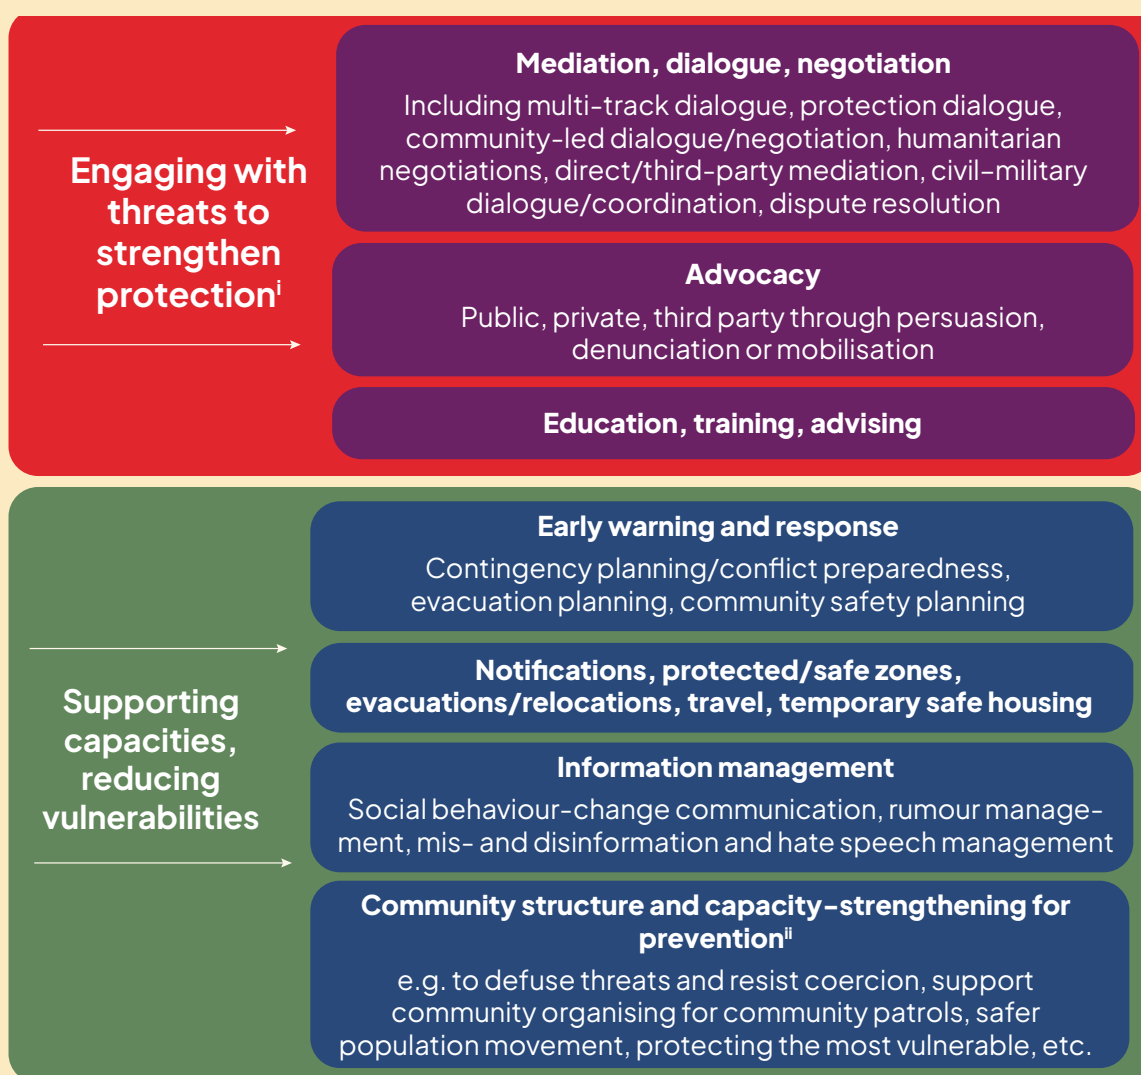 Engaging with
threats to
strengthen
protectionⁱ
Mediation, dialogue, negotiation
Including multi-track dialogue, protection dialogue,
community-led dialogue/negotiation, humanitarian
negotiations, direct/third-party mediation, civil–military
dialogue/coordination, dispute resolution
Advocacy
Public, private, third party through persuasion,
denunciation or mobilisation
Education, training, advising
Supporting
capacities,
reducing
vulnerabilities
Early warning and response
Contingency planning/conflict preparedness,
evacuation planning, community safety planning
Notifications, protected/safe zones,
evacuations/relocations, travel, temporary safe housing
Information management
Social behaviour-change communication, rumour manage-
ment, mis- and disinformation and hate speech management
Community structure and capacity-strengthening for
preventionⁱⁱ
e.g. to defuse threats and resist coercion, support
community organising for community patrols, safer
population movement, protecting the most vulnerable, etc.